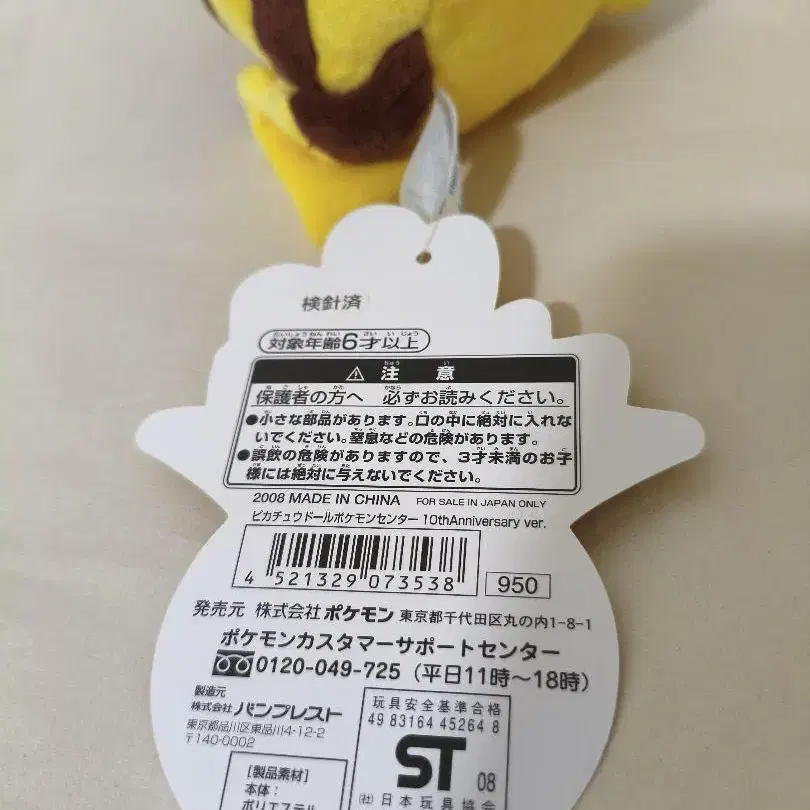 検針済
対象年齢6才以上
⚠ 注意
保護者の方へ 必ずお読みください。
●小さな部品があります。口の中に絶対に入れな
いでください。窒息などの危険があります。
●誤飲の危険がありますので、3才未満のお子
様には絶対に与えないでください。
2008 MADE IN CHINA FOR SALE IN JAPAN ONLY
ピカチュウドールポケモンセンター 10thAnniversary ver.
4 521329 073538
950
発売元 株式会社 ポケモン 東京都千代田区丸の内1-8-1
ポケモンカスタマーサポートセンター
0120-049-725 (平日11時〜18時)
製造元
株式会社 バンプレスト
東京都品川区東品川4-12-2
〒140-0002
[製品素材]
本体:
ポリエステル
玩具安全基準合格
49 83164 45264 8
ST
08
(社)日本玩具協会